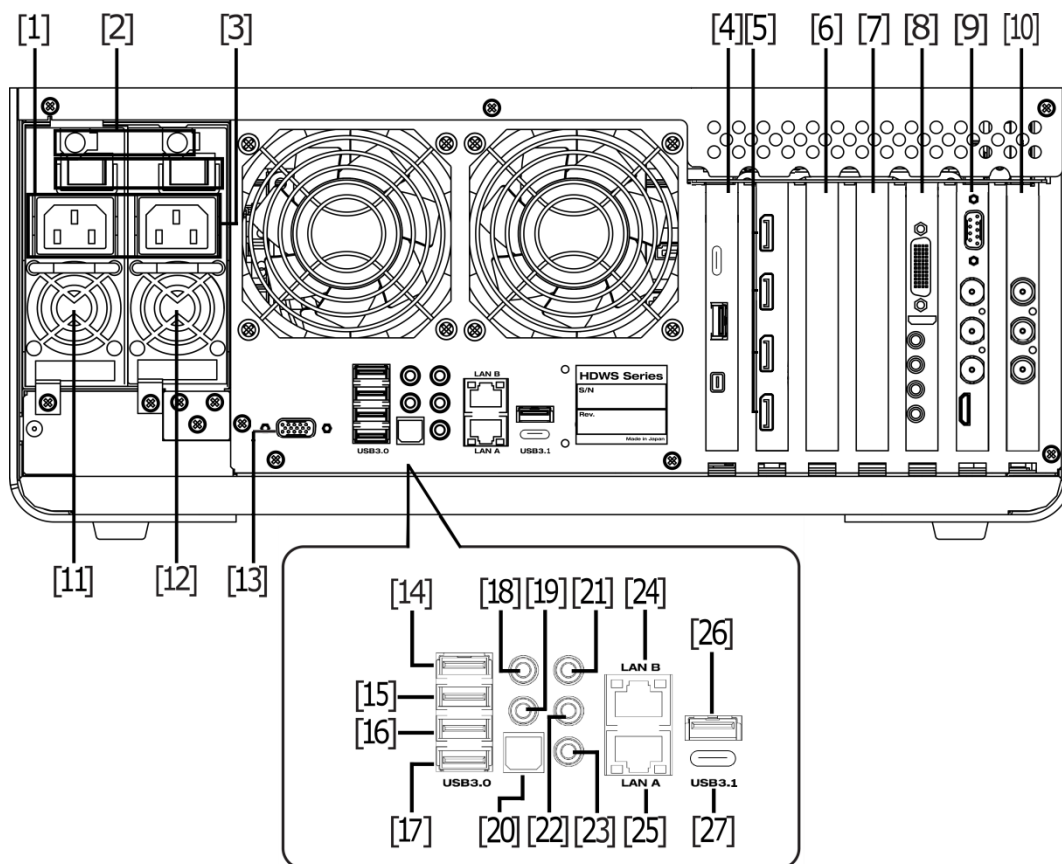 [1] [2] [3] [4] [5] [6] [7] [8] [9] [10]
LAN B
HDWS Series
S/N
Rev.
Made in Japan
USB3.0 LAN A USB3.1
[11] [12] [13]
[14] [18] [19] [21] [24]
[26]
LAN B
[15]
[16]
USB3.0 LAN A USB3.1
[17] [20] [22] [23] [25] [27]